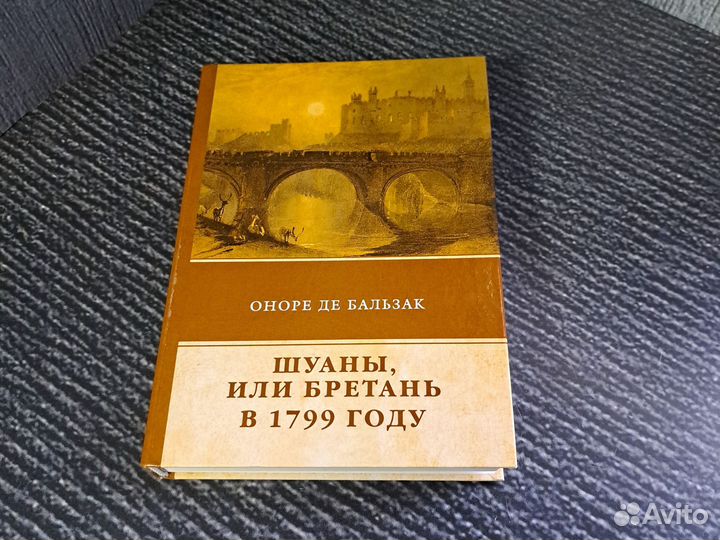 ОНОРЕ ДЕ БАЛЬЗАК
ШУАНЫ,
ИЛИ БРЕТАНЬ
В 1799 ГОДУ
Avito